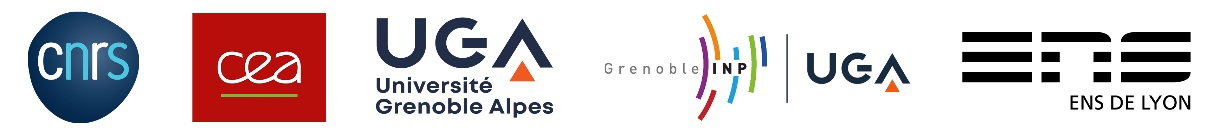 cnrs
cea
UGA
Université
Grenoble Alpes
Grenoble INP
UGA
ens
ENS DE LYON